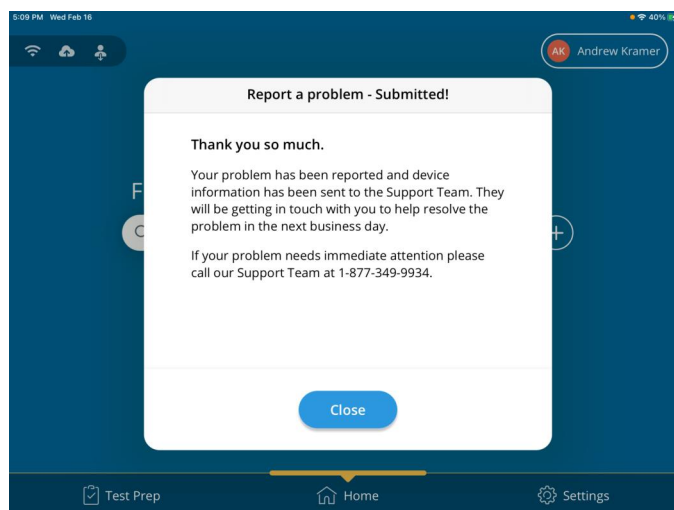 5:09 PM Wed Feb 16
40%
AK Andrew Kramer
Report a problem - Submitted!
Thank you so much.
Your problem has been reported and device
information has been sent to the Support Team. They
will be getting in touch with you to help resolve the
problem in the next business day.
If your problem needs immediate attention please
call our Support Team at 1-877-349-9934.
F
Close
Test Prep
Home
Settings